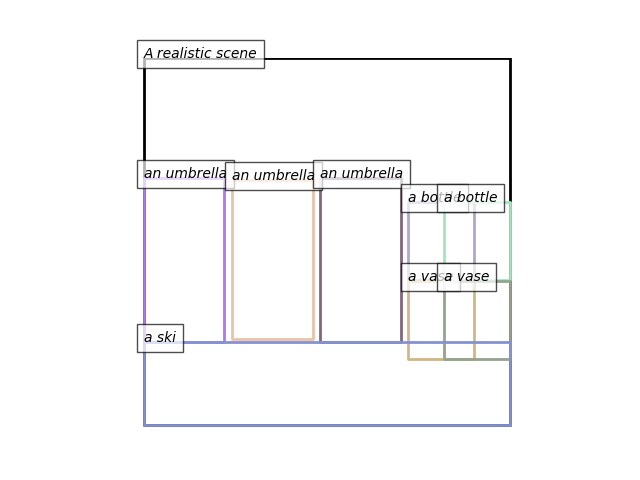 A realistic scene
an umbrella
an umbrella
an umbrella
a bottle
a bottle
a vase
a vase
a ski